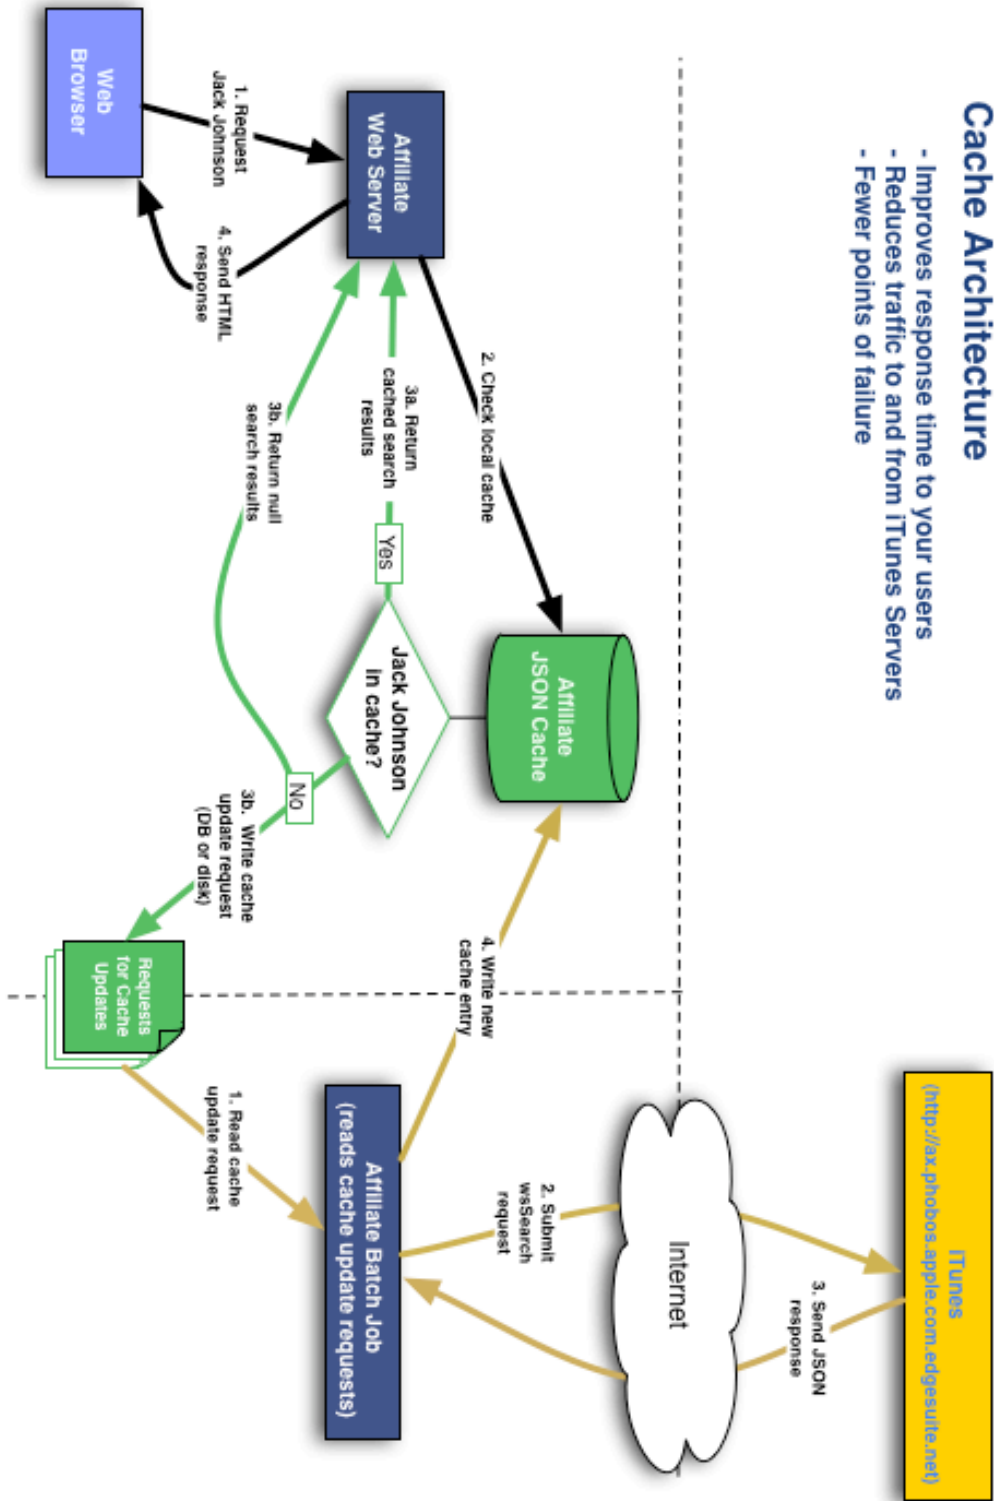 Cache Architecture
- Improves response time to your users
- Reduces traffic to and from iTunes Servers
- Fewer points of failure
iTunes
(http://ax.phobos.apple.com.edgesuite.net)
3. Send JSON
response
Internet
Affiliate
JSON Cache
2. Submit
wsSearch
request
2. Check local cache
4. Write new
cache entry
Affiliate
Web Server
3a. Return
cached search
results
Yes
Jack Johnson
in cache?
Affiliate Batch Job
(reads cache update requests)
No
3b. Return null
search results
3b. Write cache
update request
(DB or disk)
1. Read cache
update request
1. Request
Jack Johnson
4. Send HTML
response
Web
Browser
Requests
for Cache
Updates